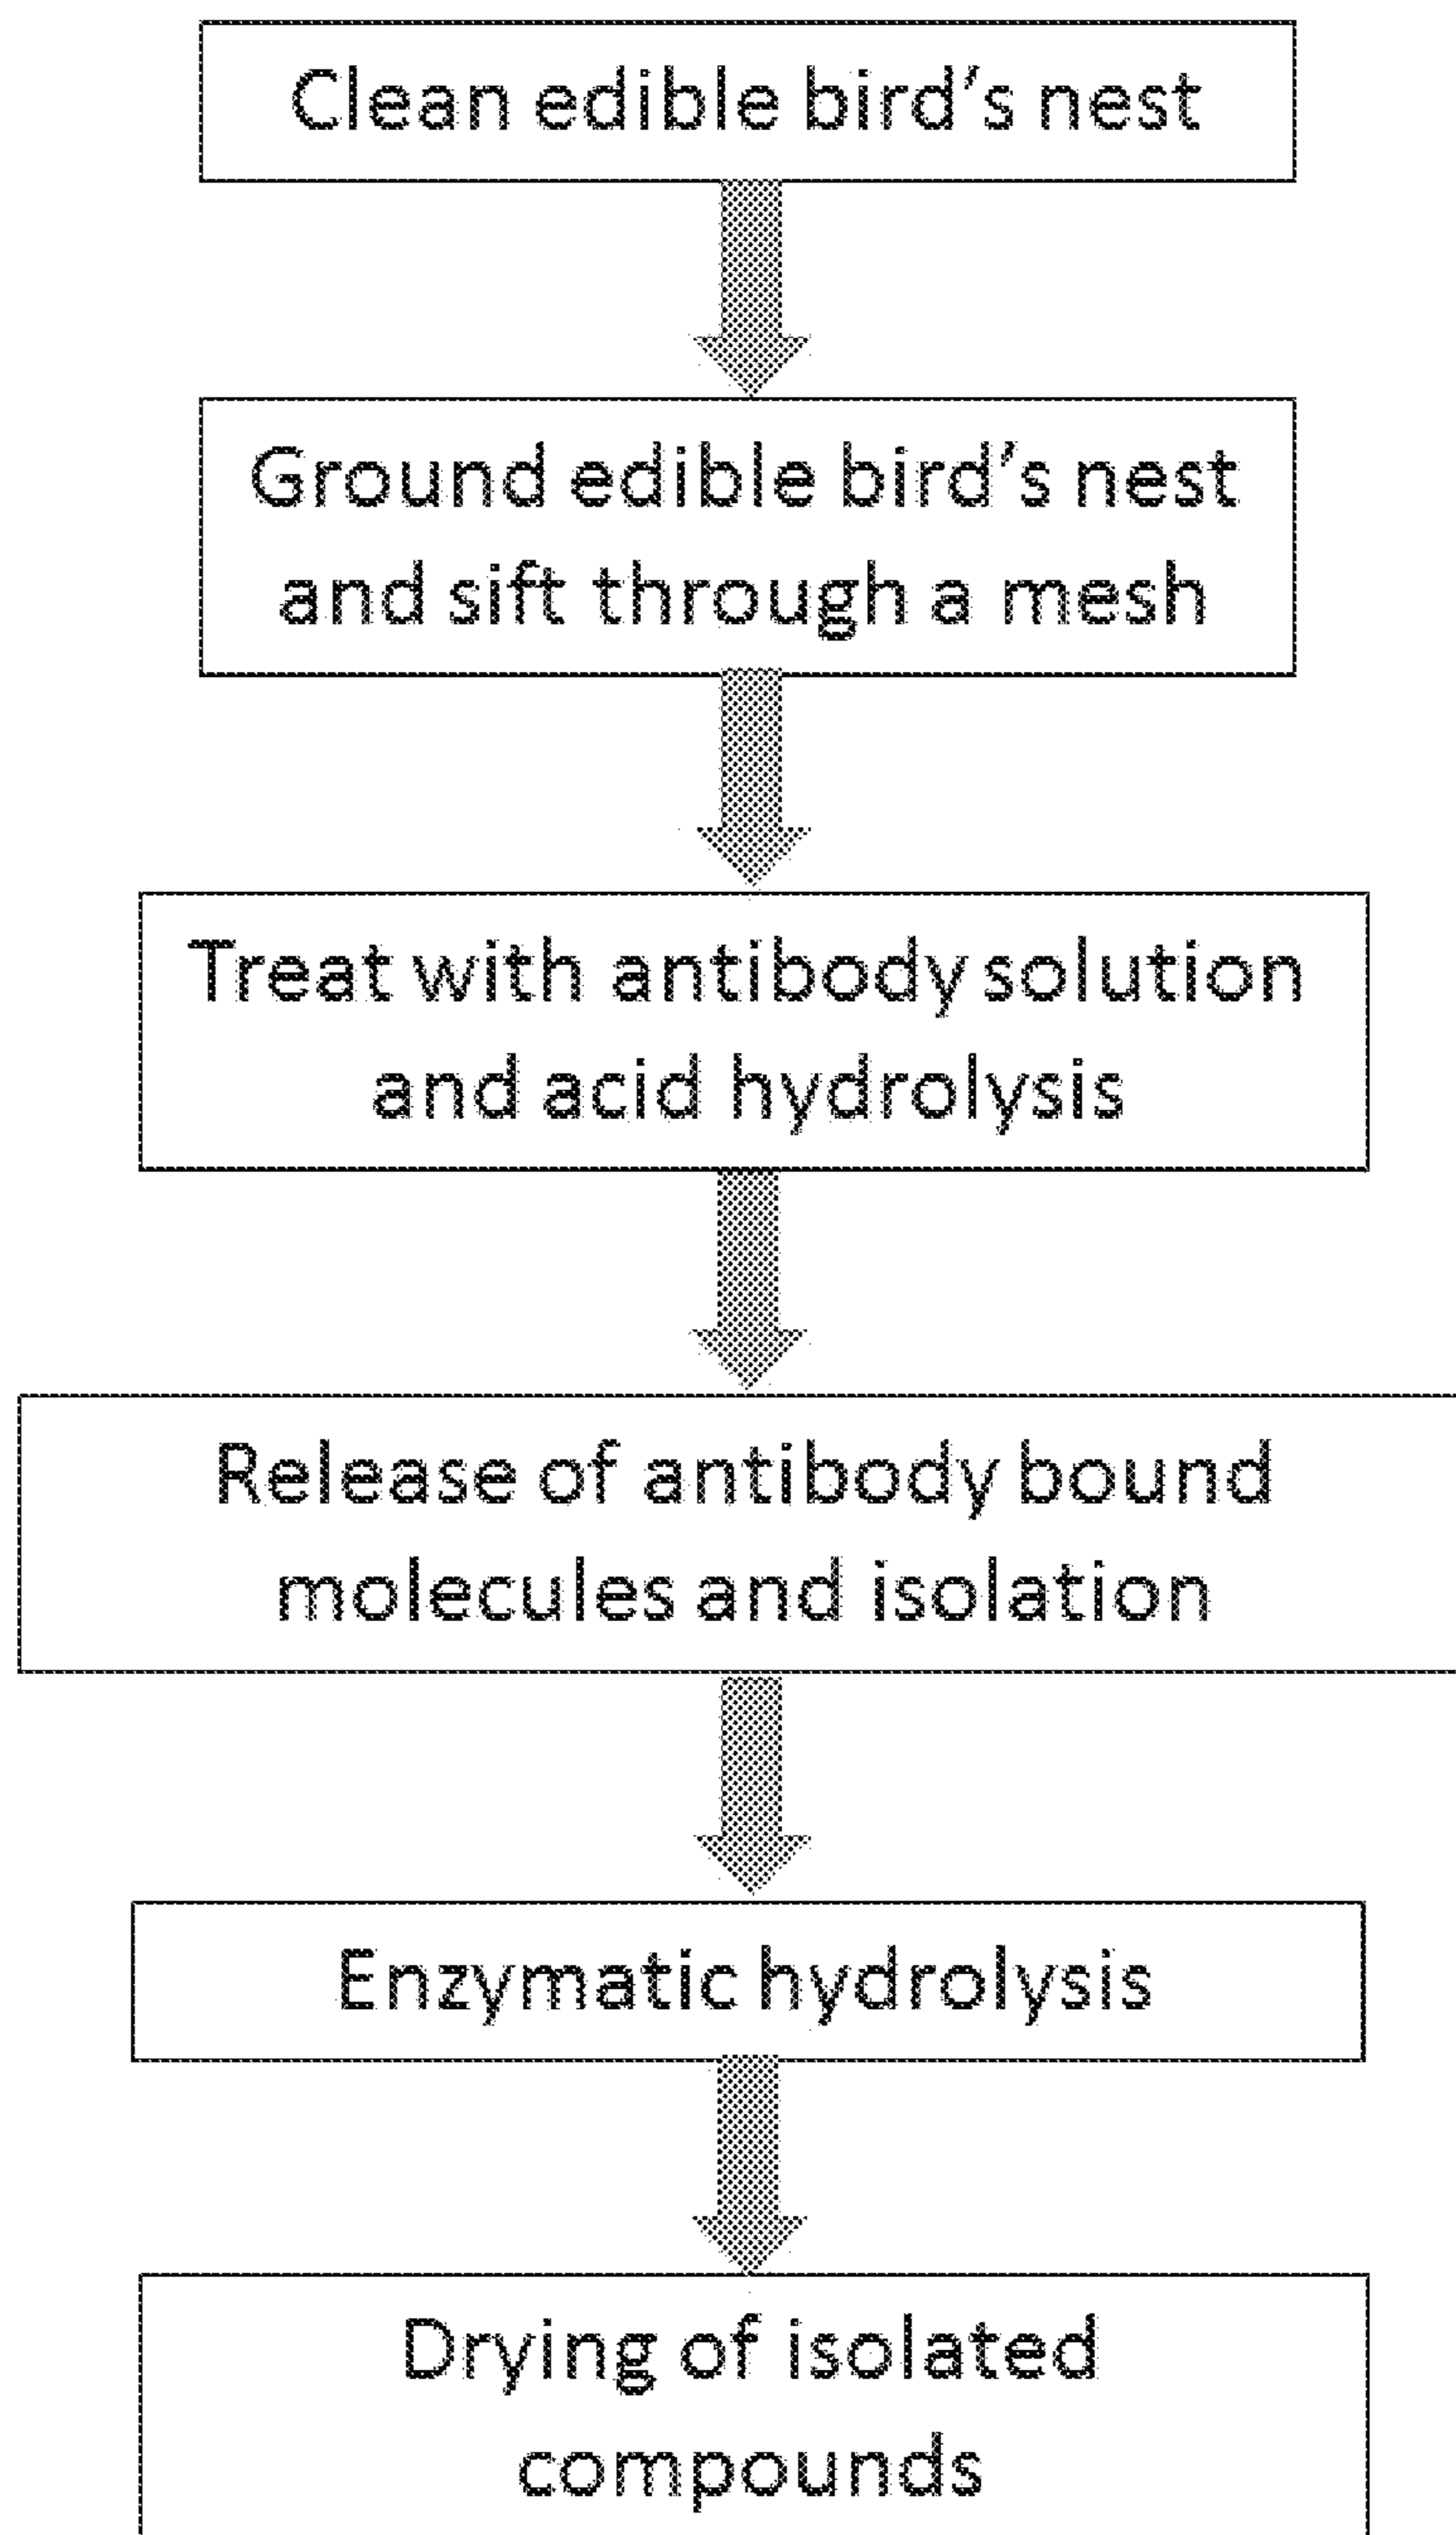 Clean edible bird's nest
Ground edible bird's nest
and sift through a mesh
Treat with antibody solution
and acid hydrolysis
Release of antibody bound
molecules and isolation
Enzymatic hydrolysis
Drying of isolated
compounds